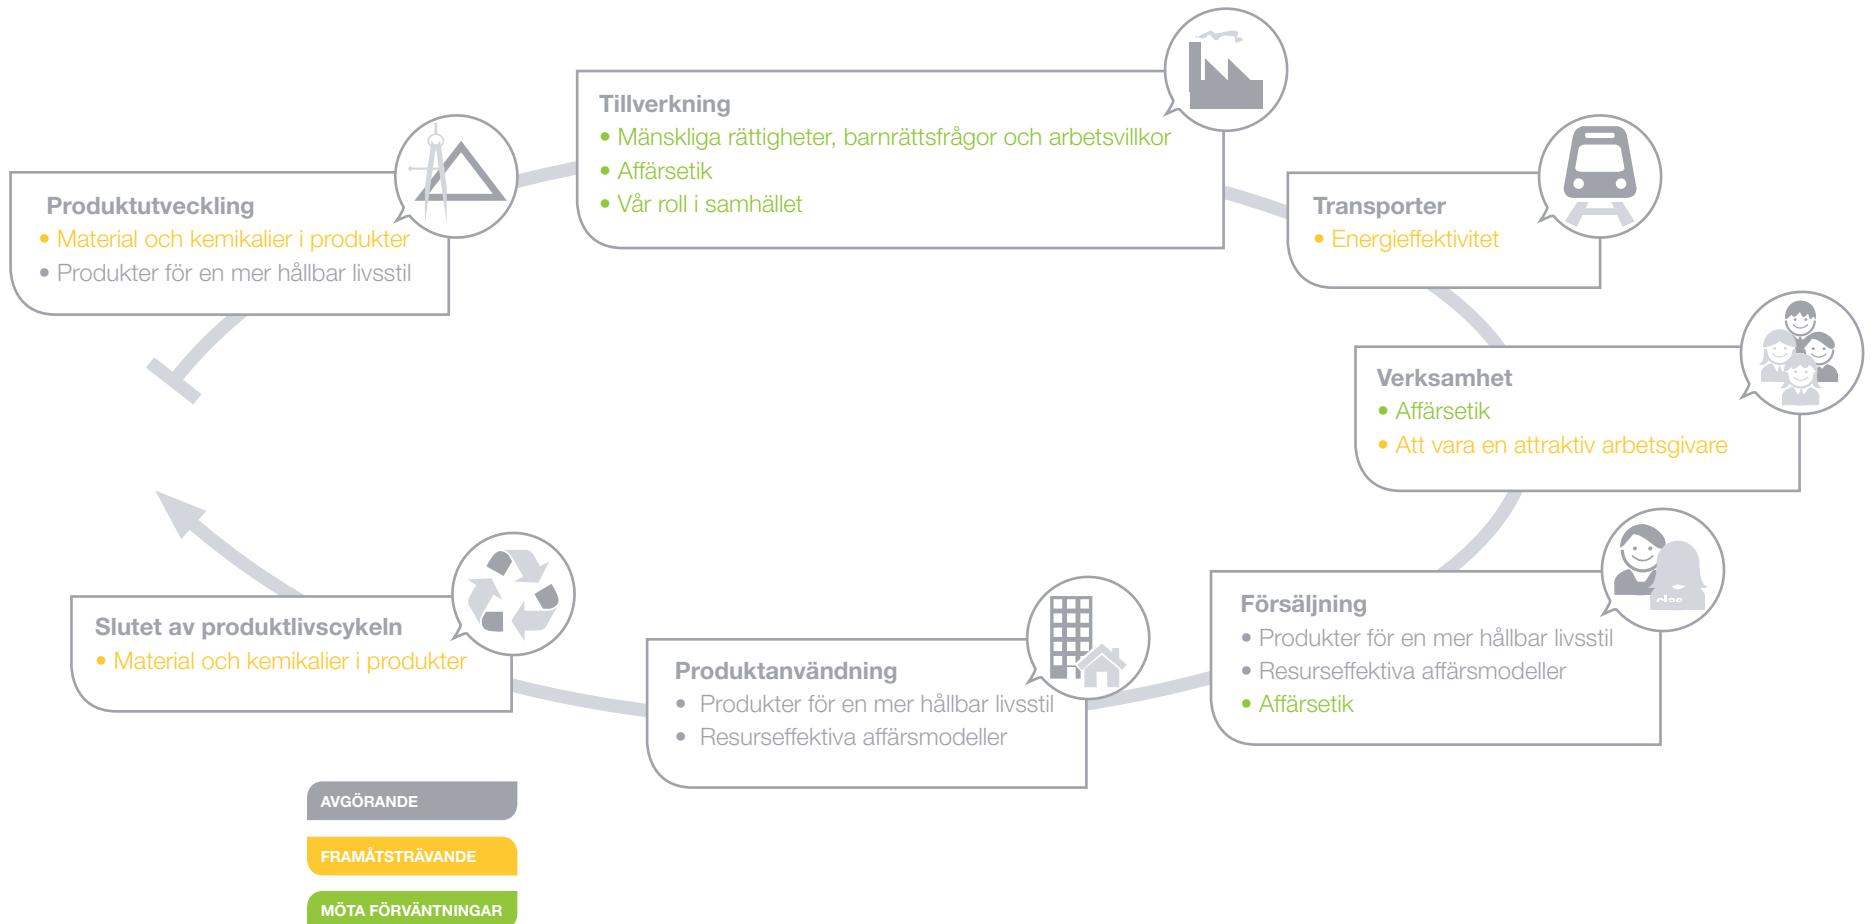 Produktutveckling
• Material och kemikalier i produkter
• Produkter för en mer hållbar livsstil
Tillverkning
• Mänskliga rättigheter, barnrättsfrågor och arbetsvillkor
• Affärsetik
• Vår roll i samhället
Transporter
• Energieffektivitet
Verksamhet
• Affärsetik
• Att vara en attraktiv arbetsgivare
Försäljning
• Produkter för en mer hållbar livsstil
• Resurseffektiva affärsmodeller
• Affärsetik
Produktanvändning
• Produkter för en mer hållbar livsstil
• Resurseffektiva affärsmodeller
Slutet av produktlivscykeln
• Material och kemikalier i produkter
AVGÖRANDE
FRAMÅTSTRÄVANDE
MÖTA FÖRVÄNTNINGAR